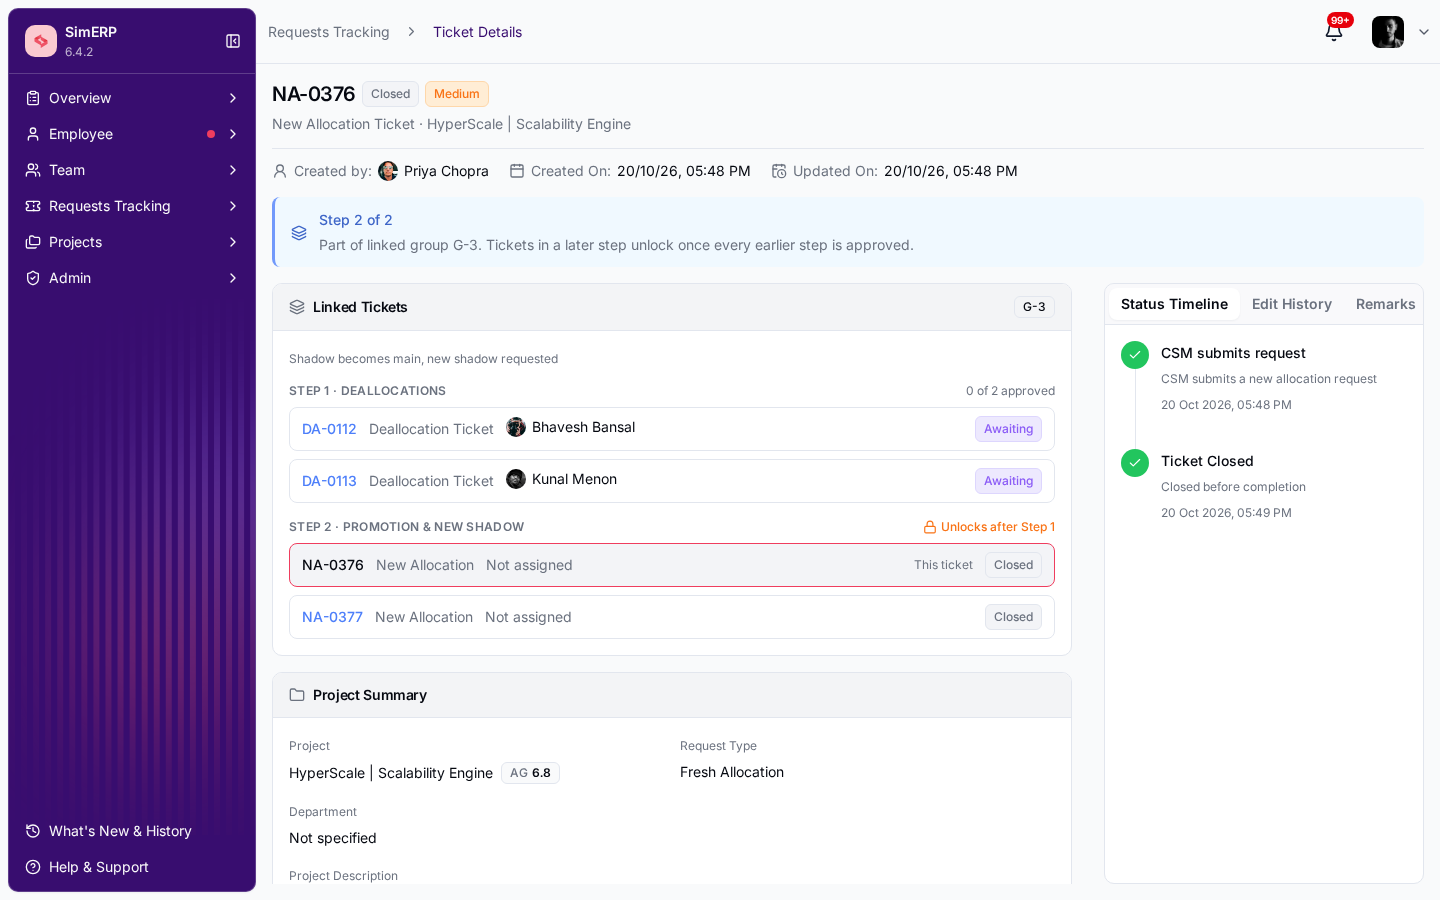 SimERP
6.4.2
Overview
Employee
Team
Requests Tracking
Projects
Admin
What's New & History
Help & Support
Requests Tracking > Ticket Details
99+
NA-0376 Closed Medium
New Allocation Ticket · HyperScale | Scalability Engine
Created by: Priya Chopra Created On: 20/10/26, 05:48 PM Updated On: 20/10/26, 05:48 PM
Step 2 of 2
Part of linked group G-3. Tickets in a later step unlock once every earlier step is approved.
Linked Tickets G-3
Shadow becomes main, new shadow requested
STEP 1 · DEALLOCATIONS 0 of 2 approved
DA-0112 Deallocation Ticket Bhavesh Bansal Awaiting
DA-0113 Deallocation Ticket Kunal Menon Awaiting
STEP 2 · PROMOTION & NEW SHADOW Unlocks after Step 1
NA-0376 New Allocation Not assigned This ticket Closed
NA-0377 New Allocation Not assigned Closed
Project Summary
Project Request Type
HyperScale | Scalability Engine AG 6.8 Fresh Allocation
Department
Not specified
Project Description
Status Timeline Edit History Remarks
CSM submits request
CSM submits a new allocation request
20 Oct 2026, 05:48 PM
Ticket Closed
Closed before completion
20 Oct 2026, 05:49 PM